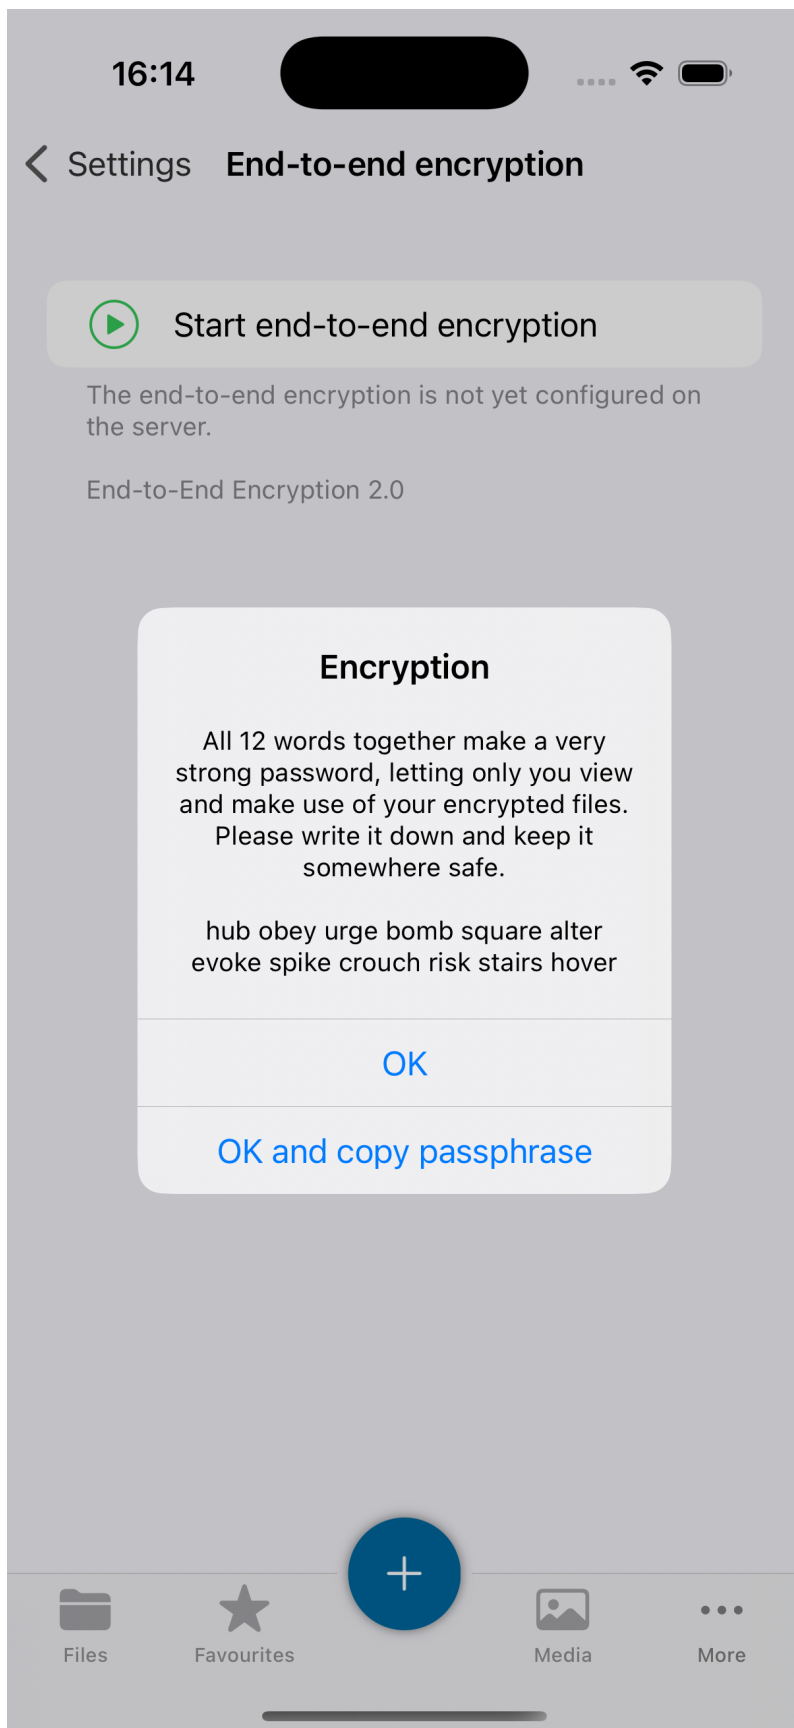 16:14
Settings
End-to-end encryption
Start end-to-end encryption
The end-to-end encryption is not yet configured on
the server.
End-to-End Encryption 2.0
Encryption
All 12 words together make a very
strong password, letting only you view
and make use of your encrypted files.
Please write it down and keep it
somewhere safe.
hub obey urge bomb square alter
evoke spike crouch risk stairs hover
OK
OK and copy passphrase
Files
Favourites
Media
More